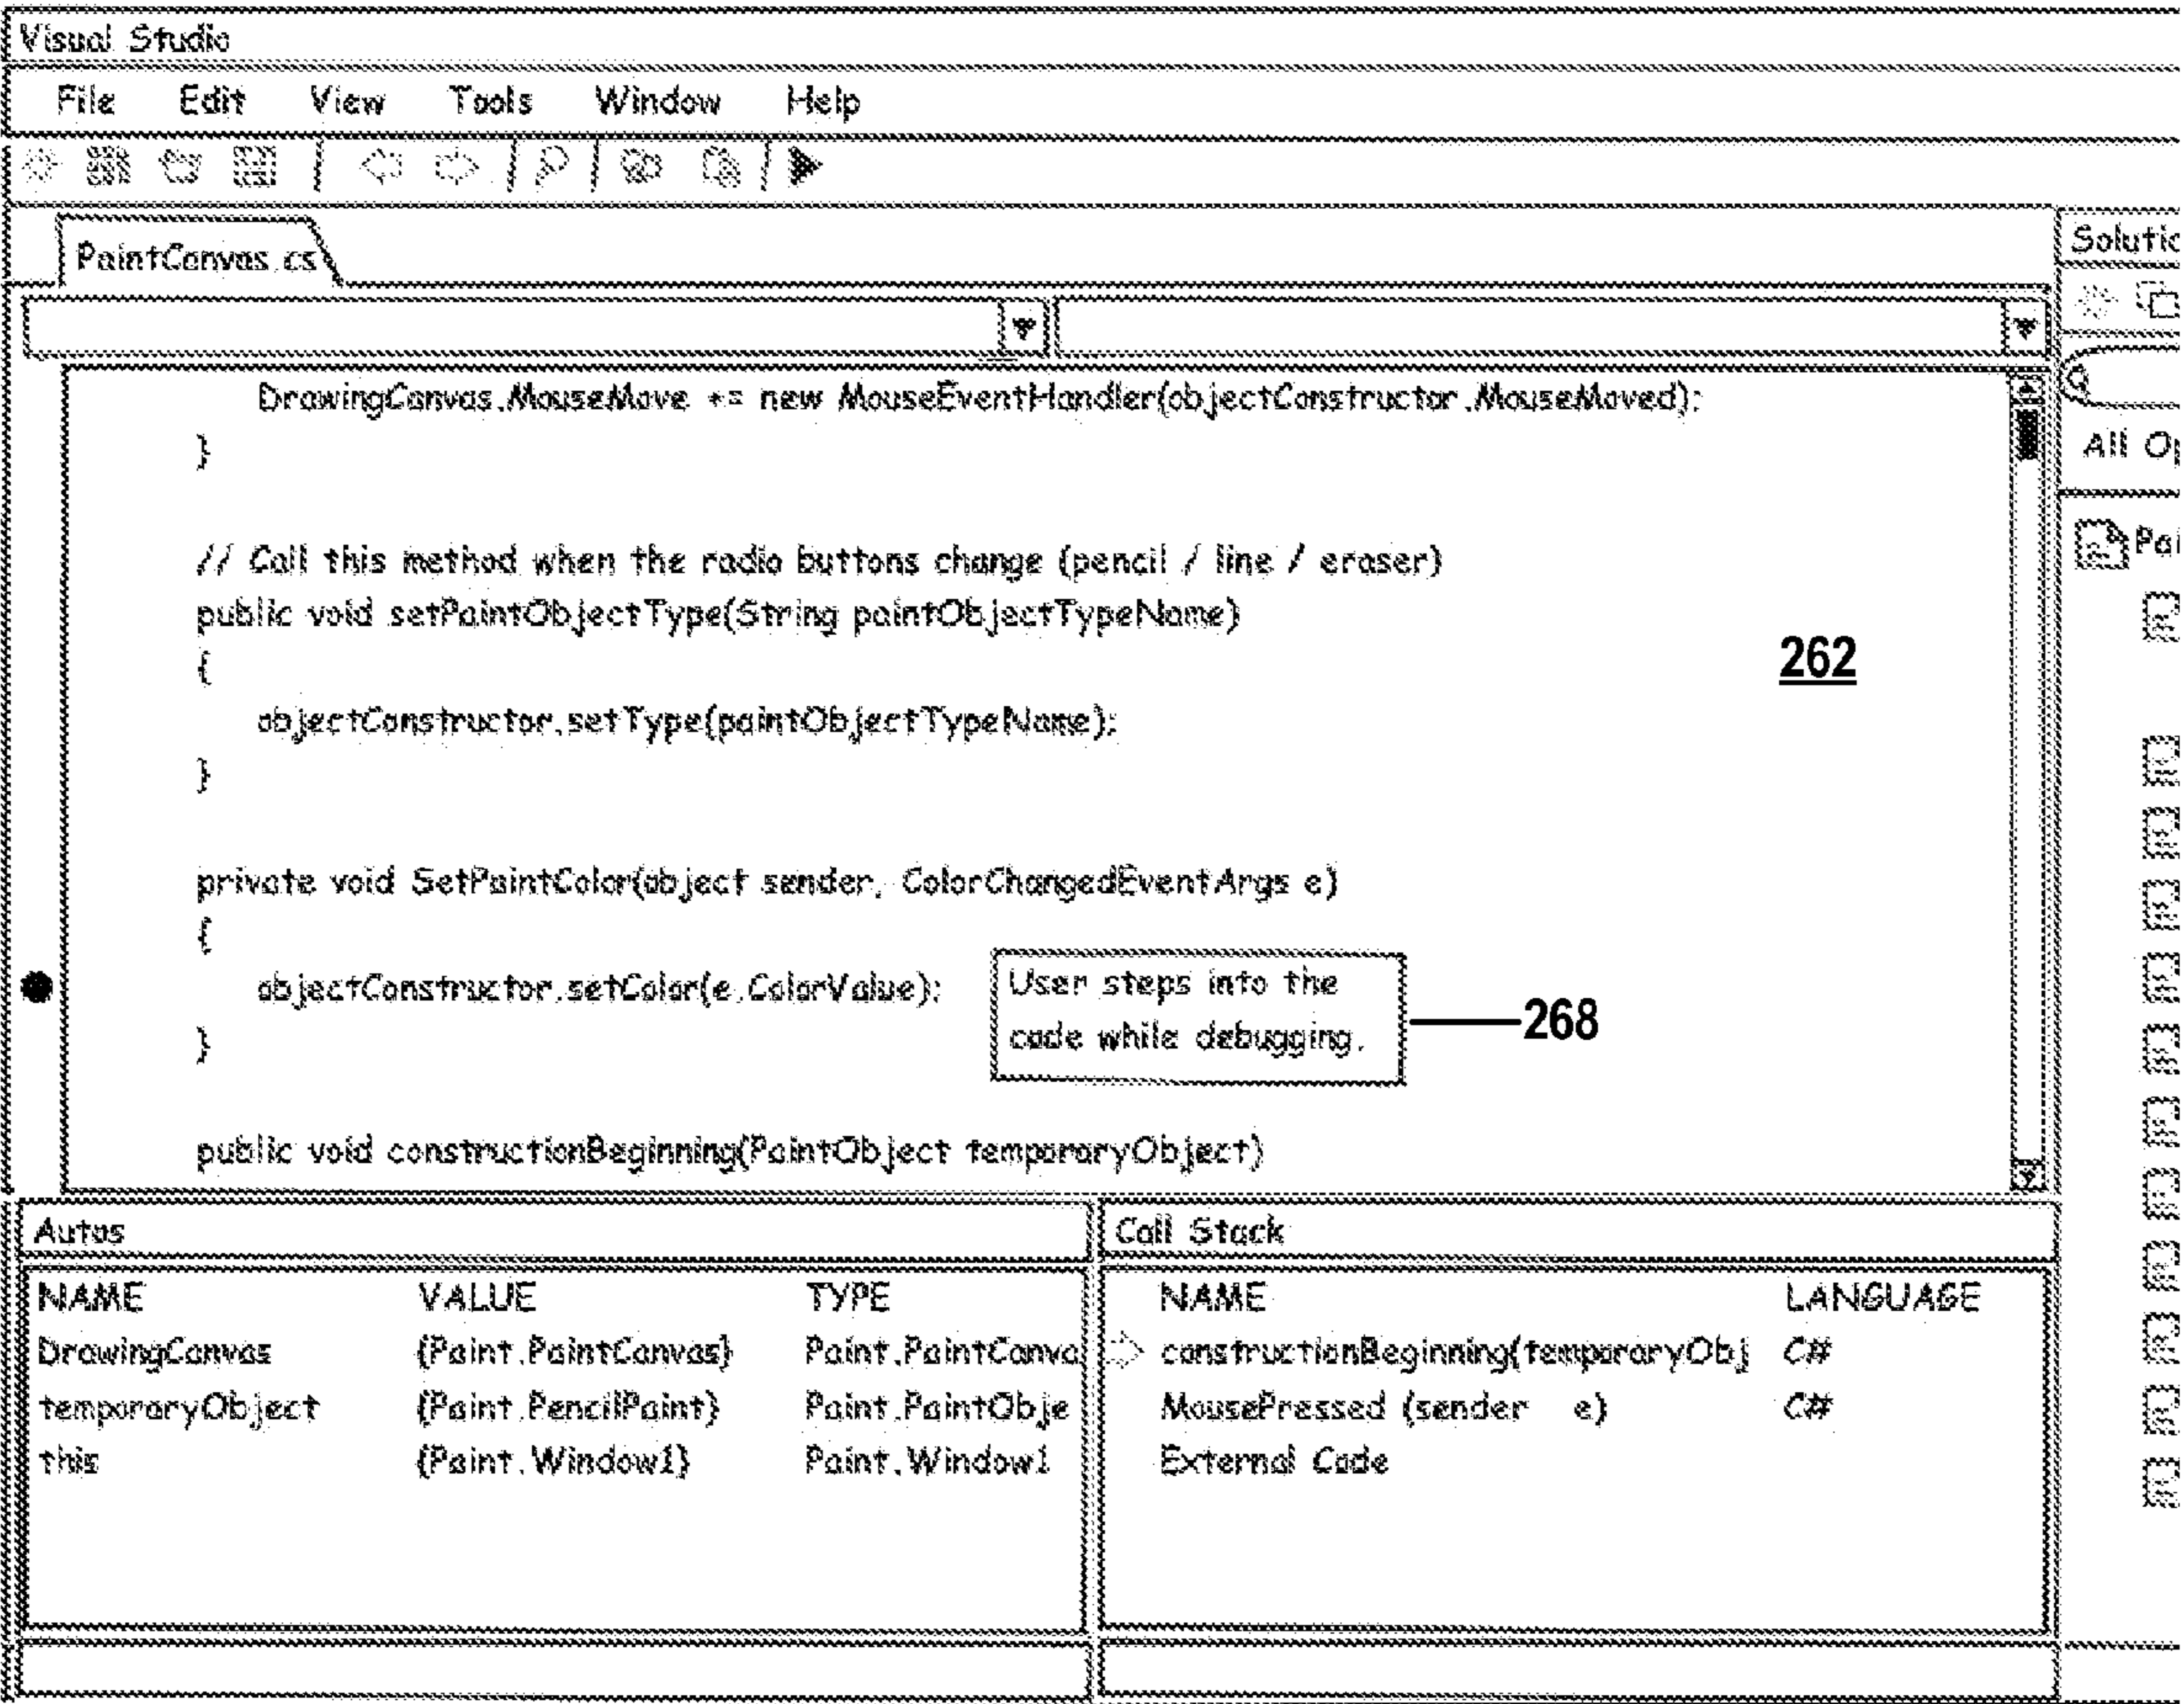 Visual Studio
File Edit View Tools Window Help
PaintCanvas.cs
Solutio
DrawingCanvas.MouseMove += new MouseEventHandler(objectConstructor.MouseMoved);
}
All Op
// Call this method when the radio buttons change (pencil / line / eraser)
Pai
public void setPaintObjectType(String paintObjectTypeName)
{
262
objectConstructor.setType(paintObjectTypeName);
}
private void SetPaintColor(object sender, ColorChangedEventArgs e)
{
objectConstructor.setColor(e.ColorValue);
}
User steps into the
code while debugging.
268
public void constructionBeginning(PaintObject temporaryObject)
Autos
NAME VALUE TYPE
DrawingCanvas {Paint.PaintCanvas} Paint.PaintCanva
temporaryObject {Paint.PencilPaint} Paint.PaintObje
this {Paint.Window1} Paint.Window1
Call Stack
NAME LANGUAGE
constructionBeginning(temporaryObj C#
MousePressed (sender e) C#
External Code